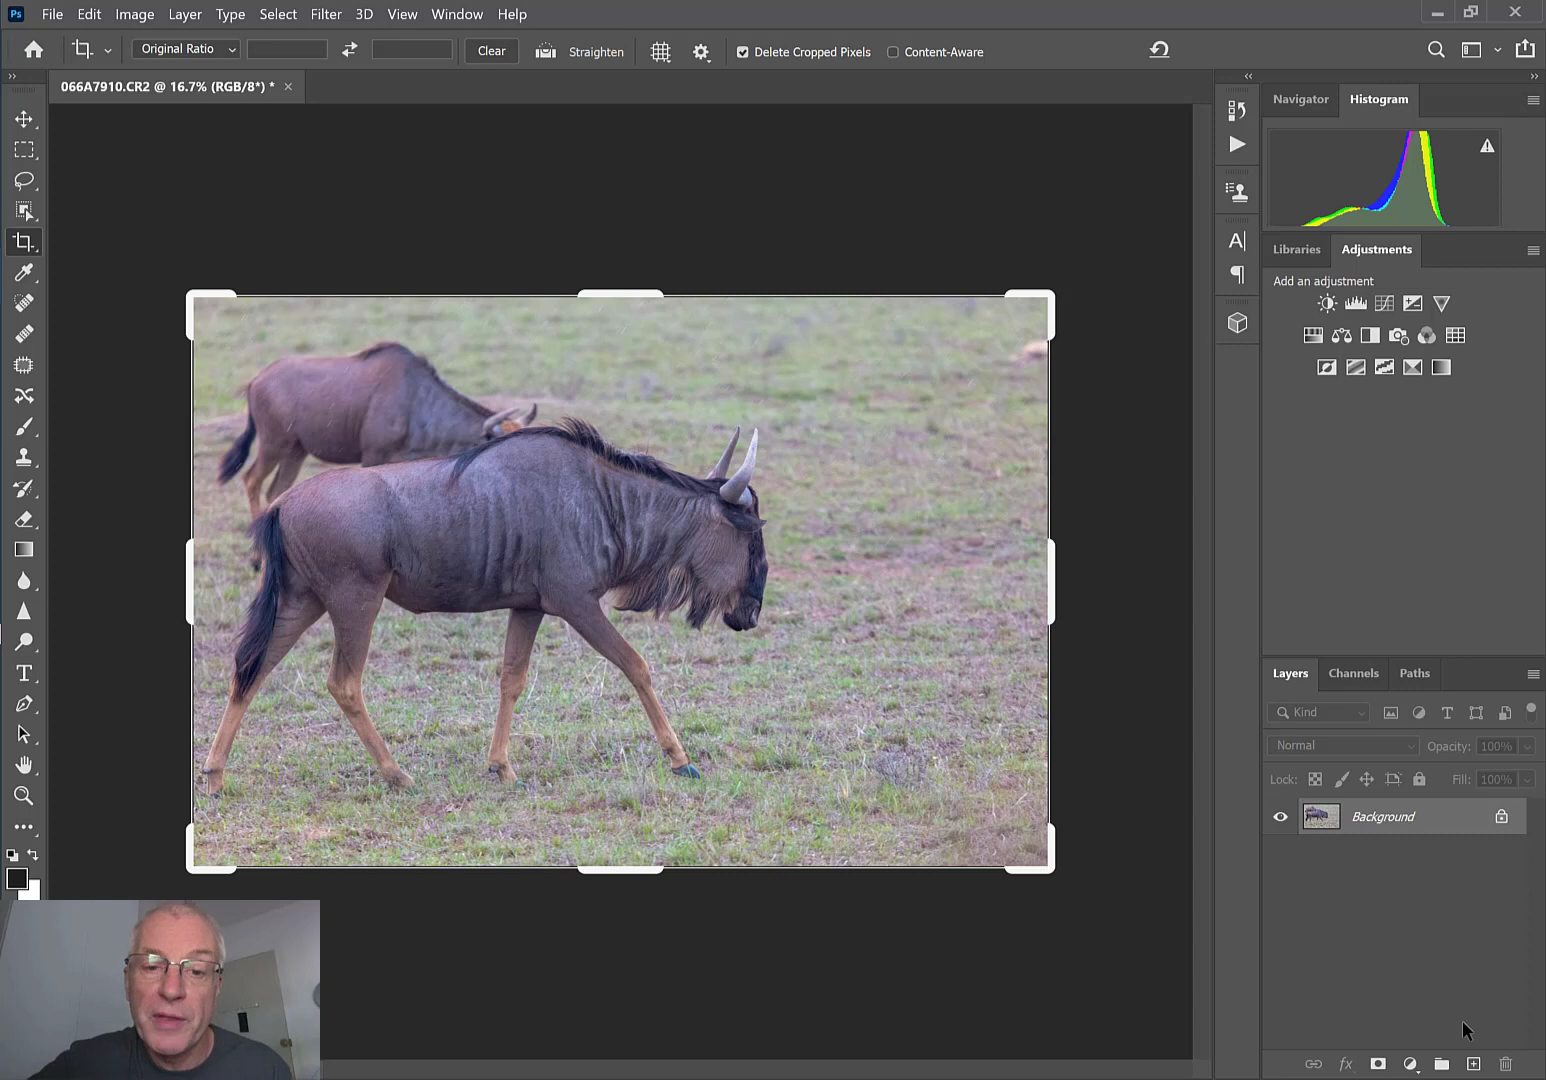 Ps File Edit Image Layer Type Select Filter 3D View Window Help
Original Ratio Clear Straighten Delete Cropped Pixels Content-Aware
066A7910.CR2 @ 16.7% (RGB/8*) * ×
Navigator Histogram
Libraries Adjustments
Add an adjustment
Layers Channels Paths
Kind
Normal Opacity: 100%
Lock: Fill: 100%
Background
fx